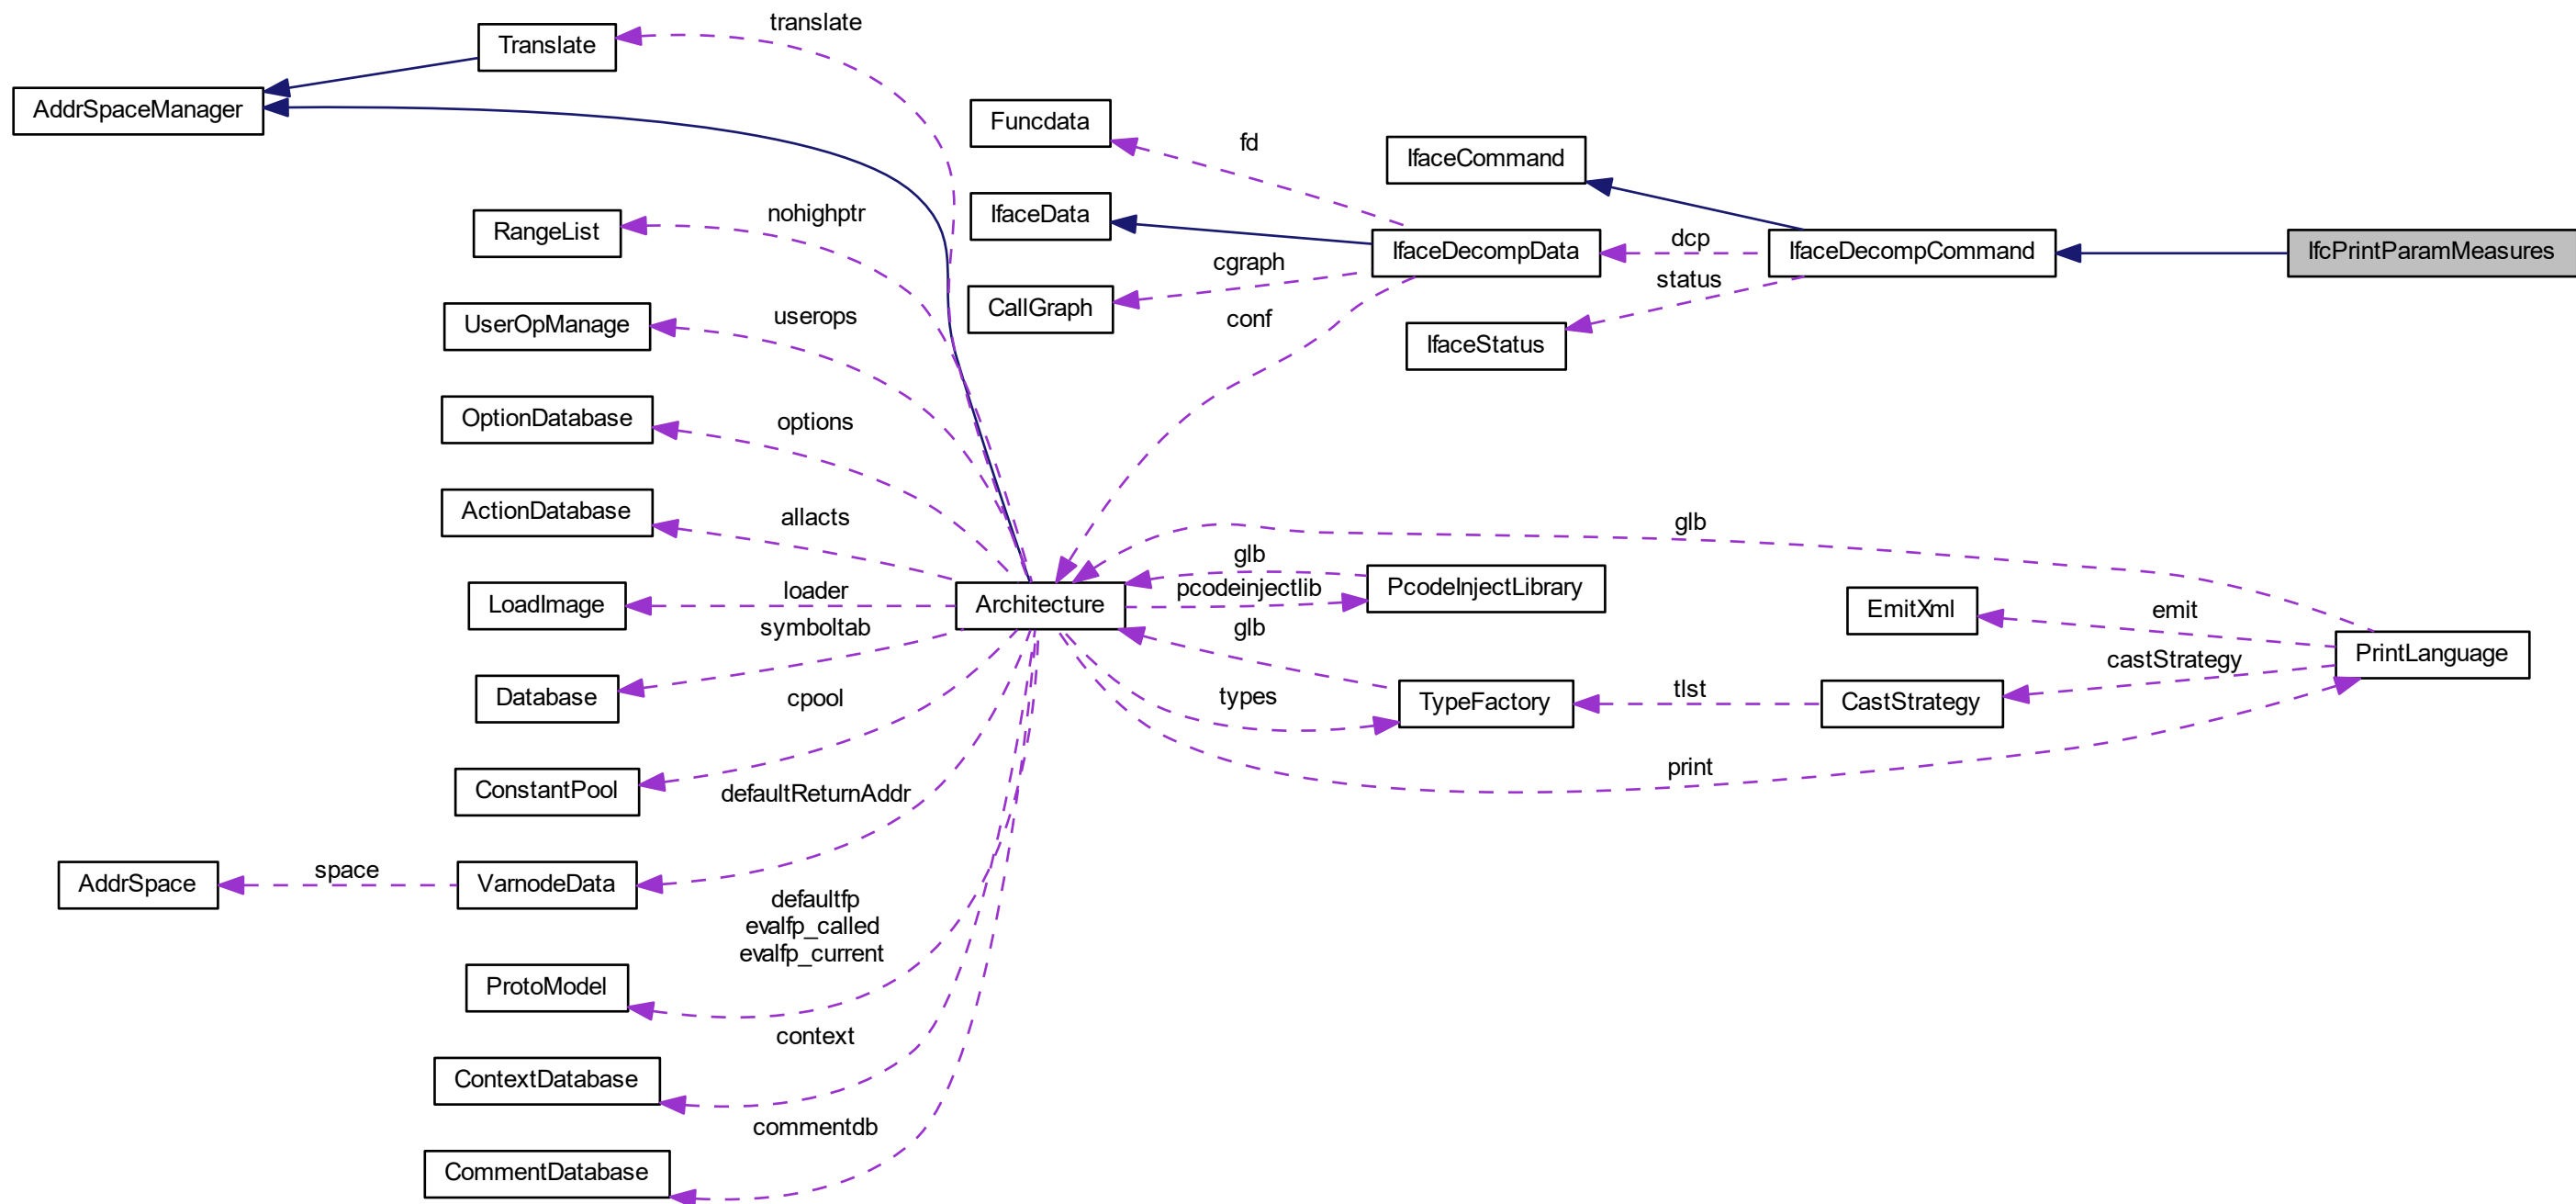 translate
Translate
AddrSpaceManager
Funcdata
fd
IfaceCommand
nohighptr
RangeList
IfaceData
IfaceDecompData
dcp
IfaceDecompCommand
IfcPrintParamMeasures
cgraph
status
CallGraph
conf
userops
UserOpManage
IfaceStatus
options
OptionDatabase
allacts
ActionDatabase
glb
glb
loader
LoadImage
Architecture
pcodeinjectlib
PcodeInjectLibrary
EmitXml
emit
symboltab
glb
PrintLanguage
castStrategy
Database
cpool
types
TypeFactory
tlst
CastStrategy
print
ConstantPool
defaultReturnAddr
AddrSpace
space
VarnodeData
defaultfp
evalfp_called
evalfp_current
ProtoModel
context
ContextDatabase
commentdb
CommentDatabase